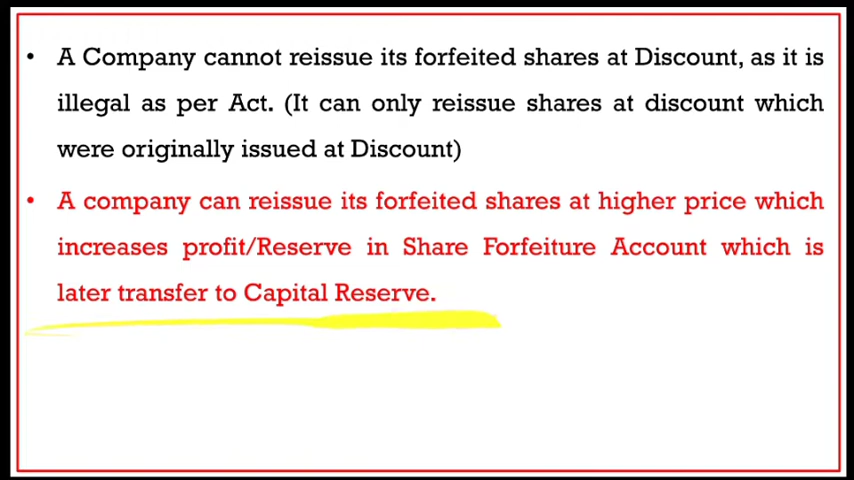 • A Company cannot reissue its forfeited shares at Discount, as it is
illegal as per Act. (It can only reissue shares at discount which
were originally issued at Discount)
• A company can reissue its forfeited shares at higher price which
increases profit/Reserve in Share Forfeiture Account which is
later transfer to Capital Reserve.